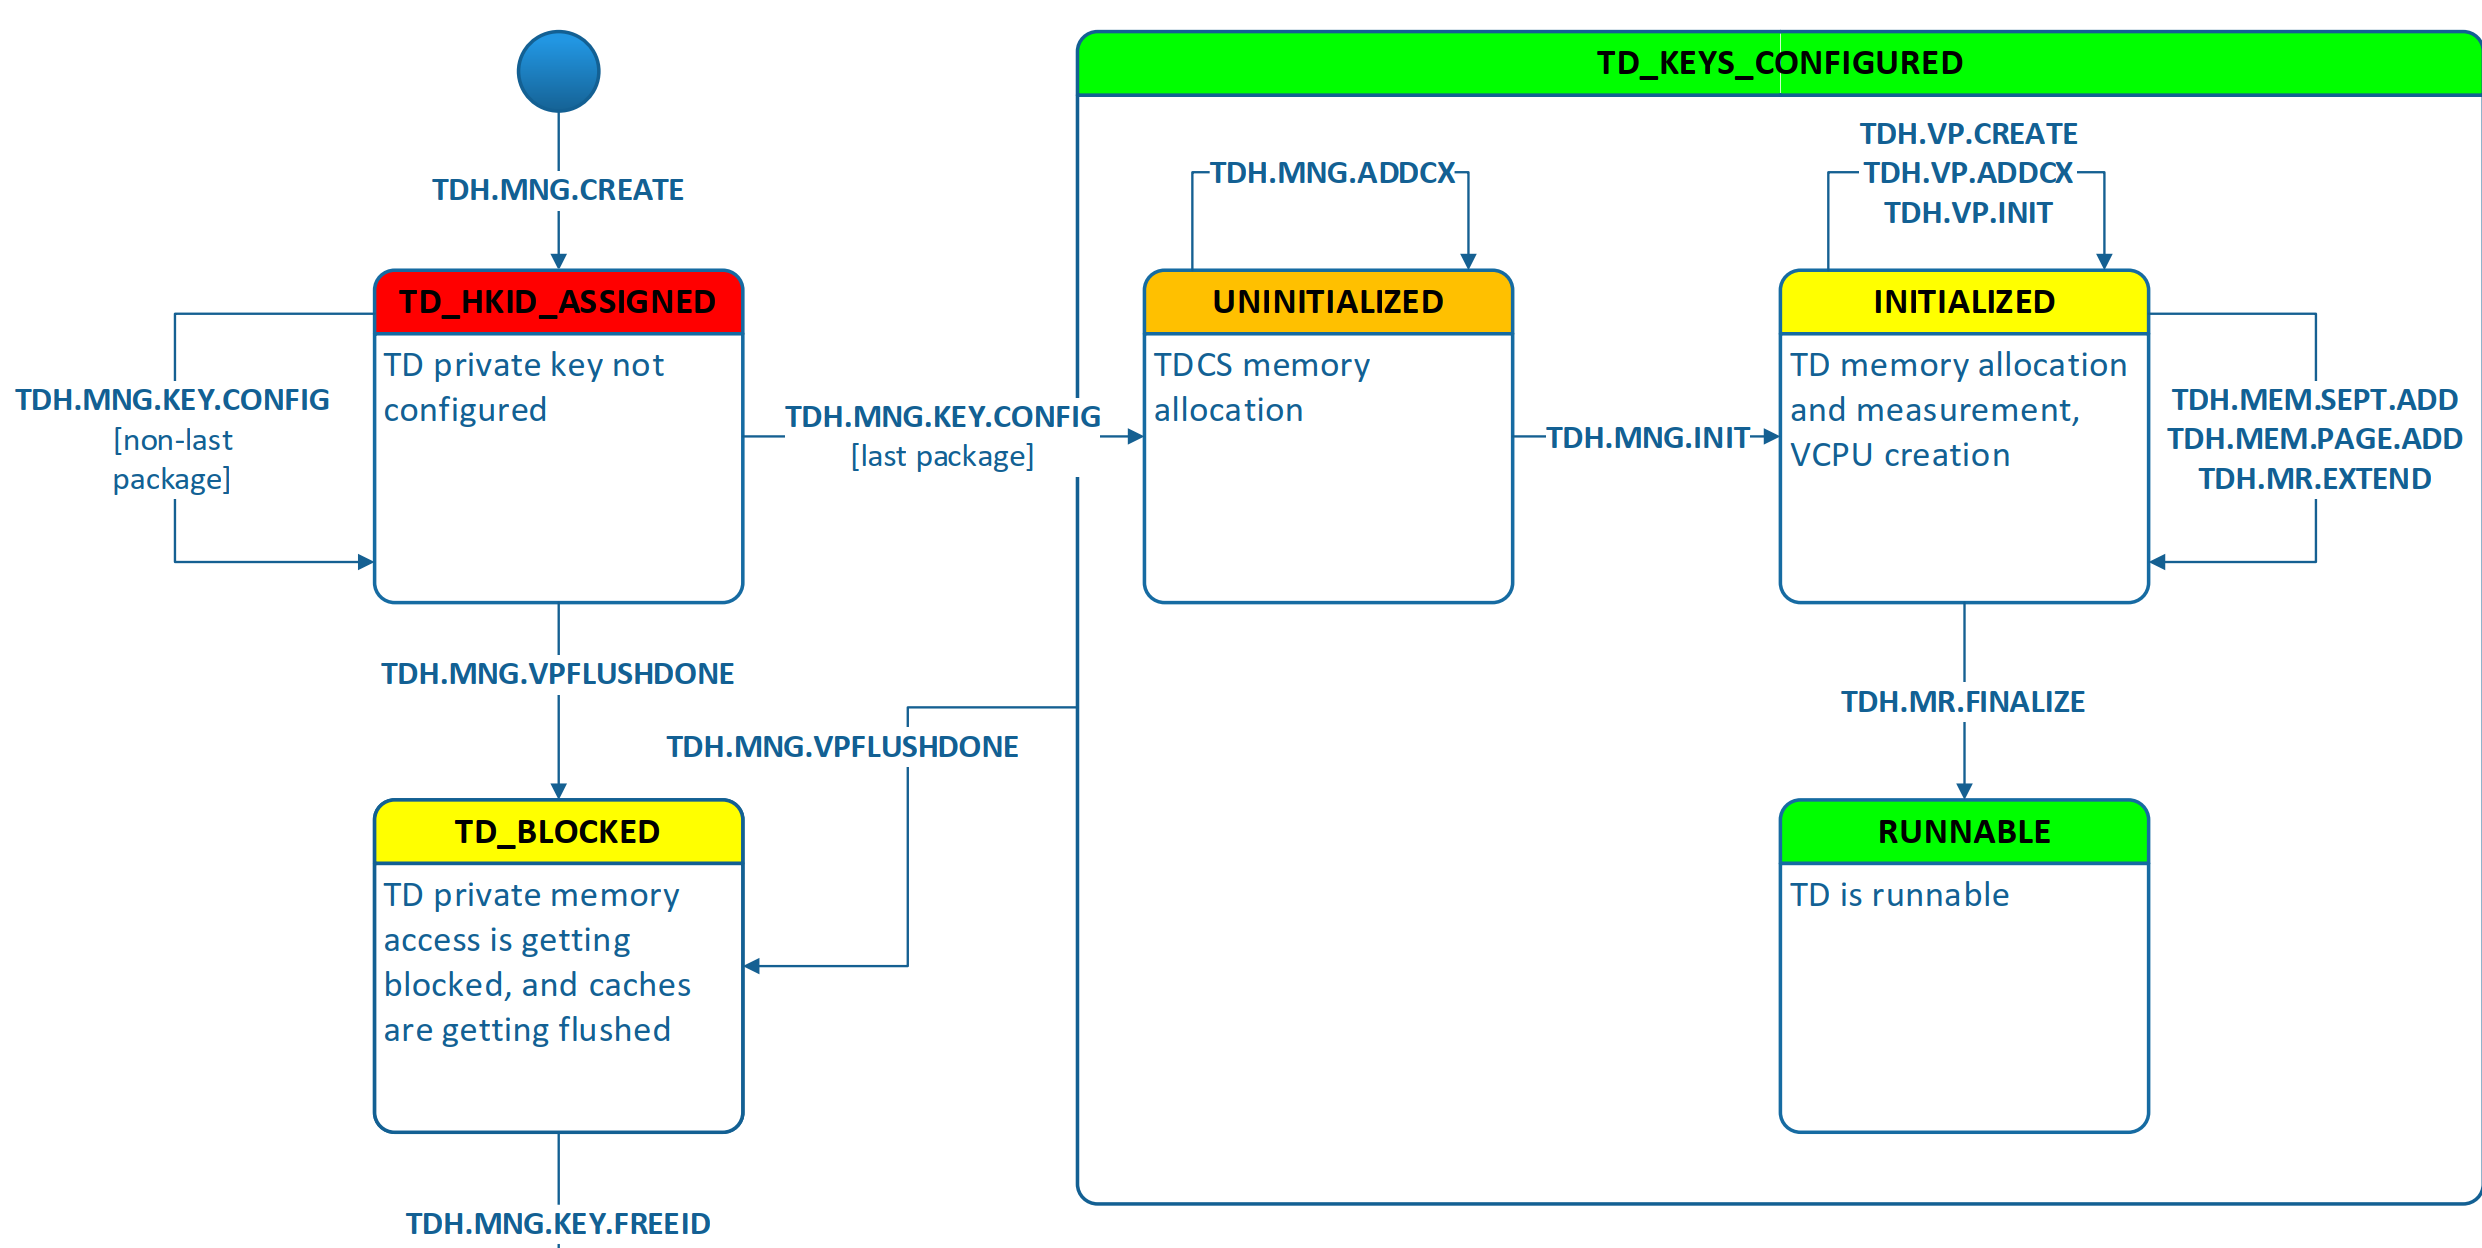 TD_KEYS_CONFIGURED
TDH.MNG.CREATE
TD_HKID_ASSIGNED
TD private key not
configured
TDH.MNG.KEY.CONFIG
[non-last
package]
TDH.MNG.KEY.CONFIG
[last package]
TDH.MNG.ADDCX
UNINITIALIZED
TDCS memory
allocation
TDH.MNG.INIT
TDH.VP.CREATE
TDH.VP.ADDCX
TDH.VP.INIT
INITIALIZED
TD memory allocation
and measurement,
VCPU creation
TDH.MEM.SEPT.ADD
TDH.MEM.PAGE.ADD
TDH.MR.EXTEND
TDH.MNG.VPFLUSHDONE
TDH.MNG.VPFLUSHDONE
TDH.MR.FINALIZE
TD_BLOCKED
TD private memory
access is getting
blocked, and caches
are getting flushed
RUNNABLE
TD is runnable
TDH.MNG.KEY.FREEID